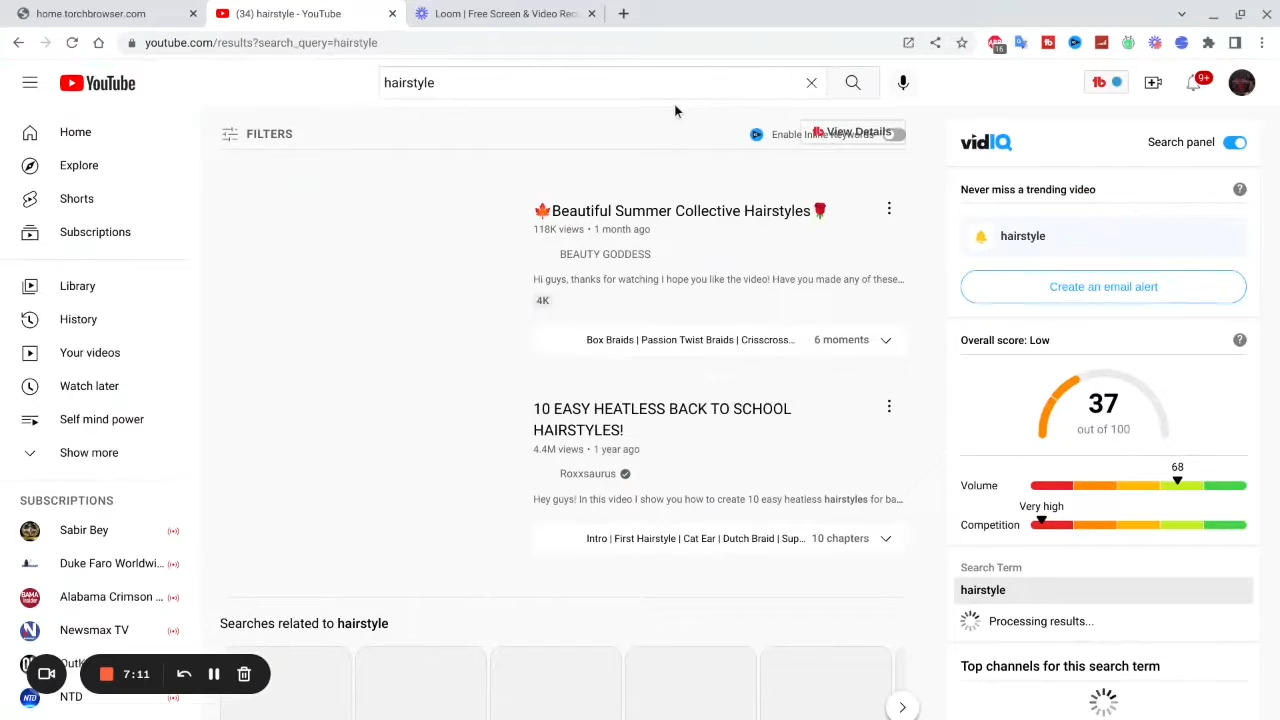 home.torchbrowser.com
(34) hairstyle - YouTube
Loom | Free Screen & Video Rec
youtube.com/results?search_query=hairstyle
16
YouTube
hairstyle
9+
Home
Explore
Shorts
Subscriptions
Library
History
Your videos
Watch later
Self mind power
Show more
SUBSCRIPTIONS
Sabir Bey
Duke Faro Worldwi...
Alabama Crimson ...
Newsmax TV
NTD
7:11
FILTERS
View Details
🍁Beautiful Summer Collective Hairstyles🌹
118K views • 1 month ago
BEAUTY GODDESS
Hi guys, thanks for watching i hope you like the video! Have you made any of these...
4K
Box Braids | Passion Twist Braids | Crisscross... 6 moments
10 EASY HEATLESS BACK TO SCHOOL
HAIRSTYLES!
4.4M views • 1 year ago
Roxxsaurus
Hey guys! In this video I show you how to create 10 easy heatless hairstyles for ba...
Intro | First Hairstyle | Cat Ear | Dutch Braid | Sup... 10 chapters
Searches related to hairstyle
vidIQ
Search panel
Never miss a trending video
hairstyle
Create an email alert
Overall score: Low
37
out of 100
68
Volume
Very high
Competition
Search Term
hairstyle
Processing results...
Top channels for this search term